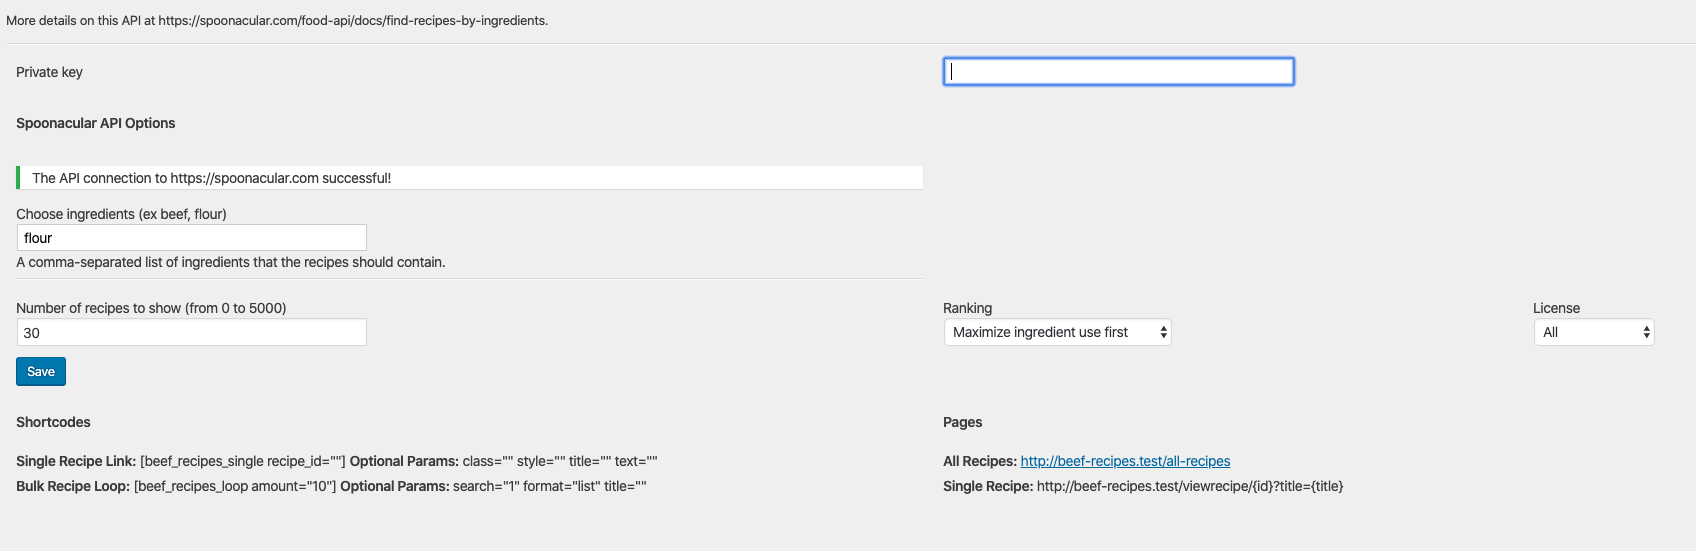 More details on this API at https://spoonacular.com/food-api/docs/find-recipes-by-ingredients.
Private key
Spoonacular API Options
The API connection to https://spoonacular.com successful!
Choose ingredients (ex beef, flour)
flour
A comma-separated list of ingredients that the recipes should contain.
Number of recipes to show (from 0 to 5000)
30
Ranking
Maximize ingredient use first
License
All
Save
Shortcodes
Single Recipe Link: [beef_recipes_single recipe_id=""] Optional Params: class="" style="" title="" text=""
Bulk Recipe Loop: [beef_recipes_loop amount="10"] Optional Params: search="1" format="list" title=""
Pages
All Recipes: http://beef-recipes.test/all-recipes
Single Recipe: http://beef-recipes.test/viewrecipe/{id}?title={title}